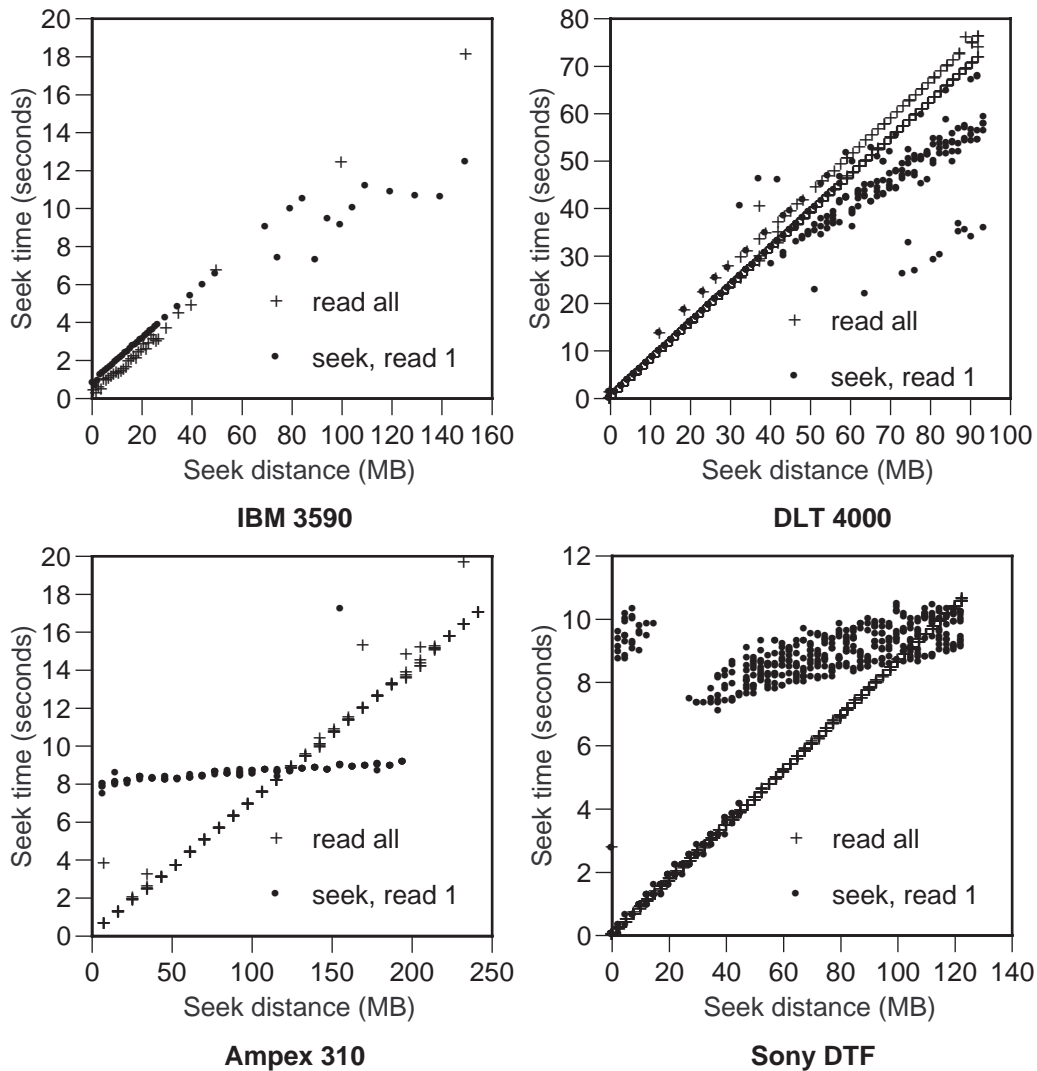 20
18
16
14
12
10
8
6
4
2
0
Seek time (seconds)
read all
seek, read 1
0 20 40 60 80 100 120 140 160
Seek distance (MB)
IBM 3590
80
70
60
50
40
30
20
10
0
Seek time (seconds)
read all
seek, read 1
0 10 20 30 40 50 60 70 80 90 100
Seek distance (MB)
DLT 4000
20
18
16
14
12
10
8
6
4
2
0
Seek time (seconds)
read all
seek, read 1
0 50 100 150 200 250
Seek distance (MB)
Ampex 310
12
10
8
6
4
2
0
Seek time (seconds)
read all
seek, read 1
0 20 40 60 80 100 120 140
Seek distance (MB)
Sony DTF